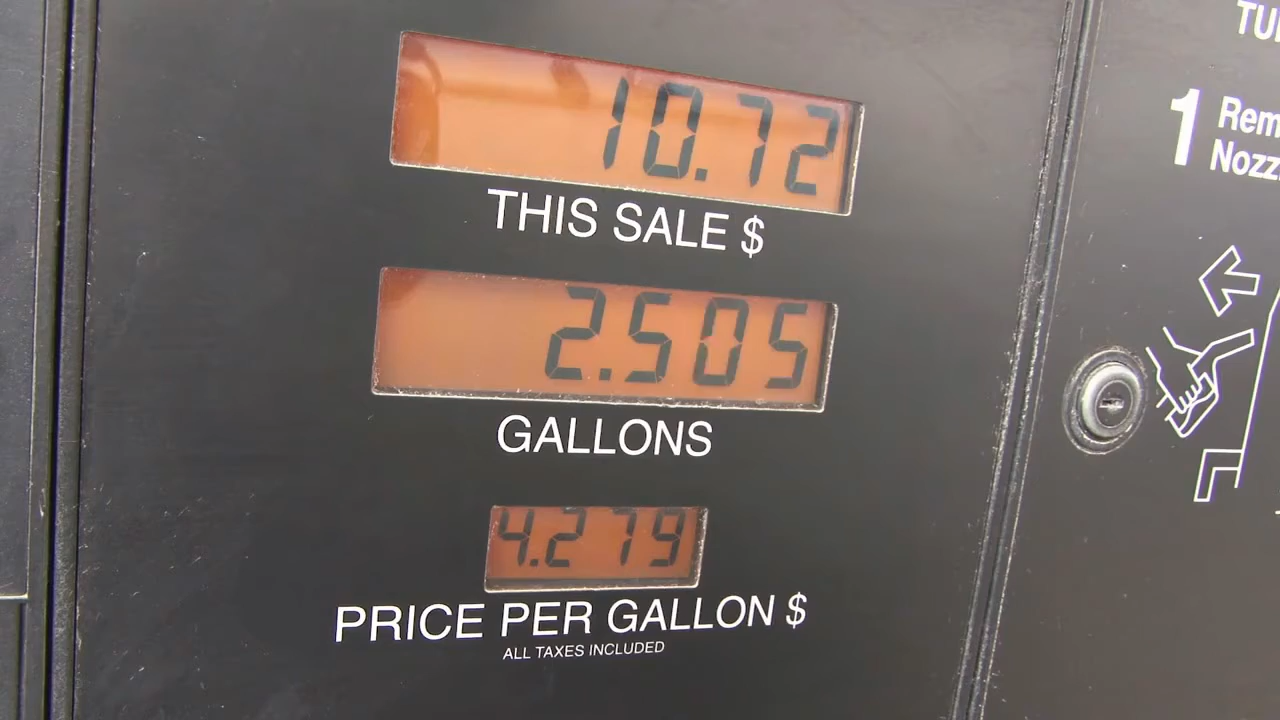 10.72
THIS SALE $
2.505
GALLONS
4.279
PRICE PER GALLON $
ALL TAXES INCLUDED
1